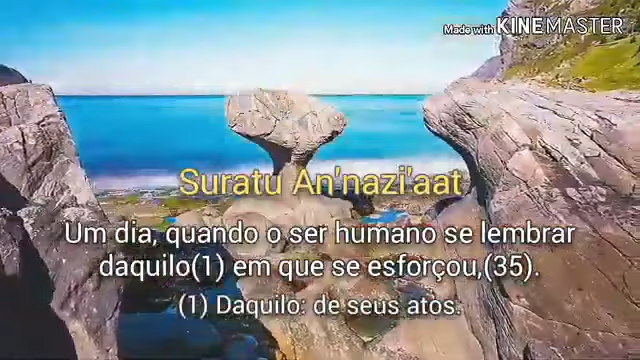 Made with KINEMASTER
Suratu An'nazi'aat
Um dia, quando o ser humano se lembrar
daquilo(1) em que se esforçou,(35).
(1) Daquilo: de seus atos.